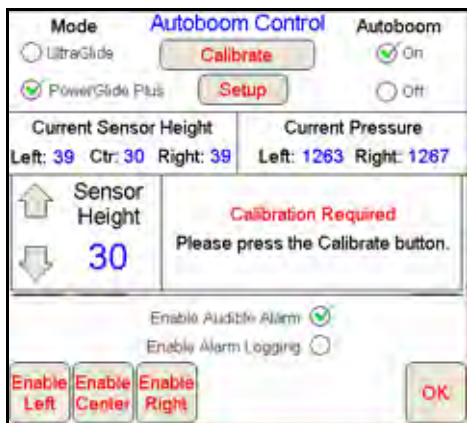 Mode Autoboom Control Autoboom
UltraGlide Calibrate On
PowerGlide Plus Setup Off
Current Sensor Height Current Pressure
Left: 39 Ctr: 30 Right: 39 Left: 1263 Right: 1267
Sensor
Height
30
Calibration Required
Please press the Calibrate button.
Enable Audible Alarm
Enable Alarm Logging
Enable Left
Enable Center
Enable Right
OK